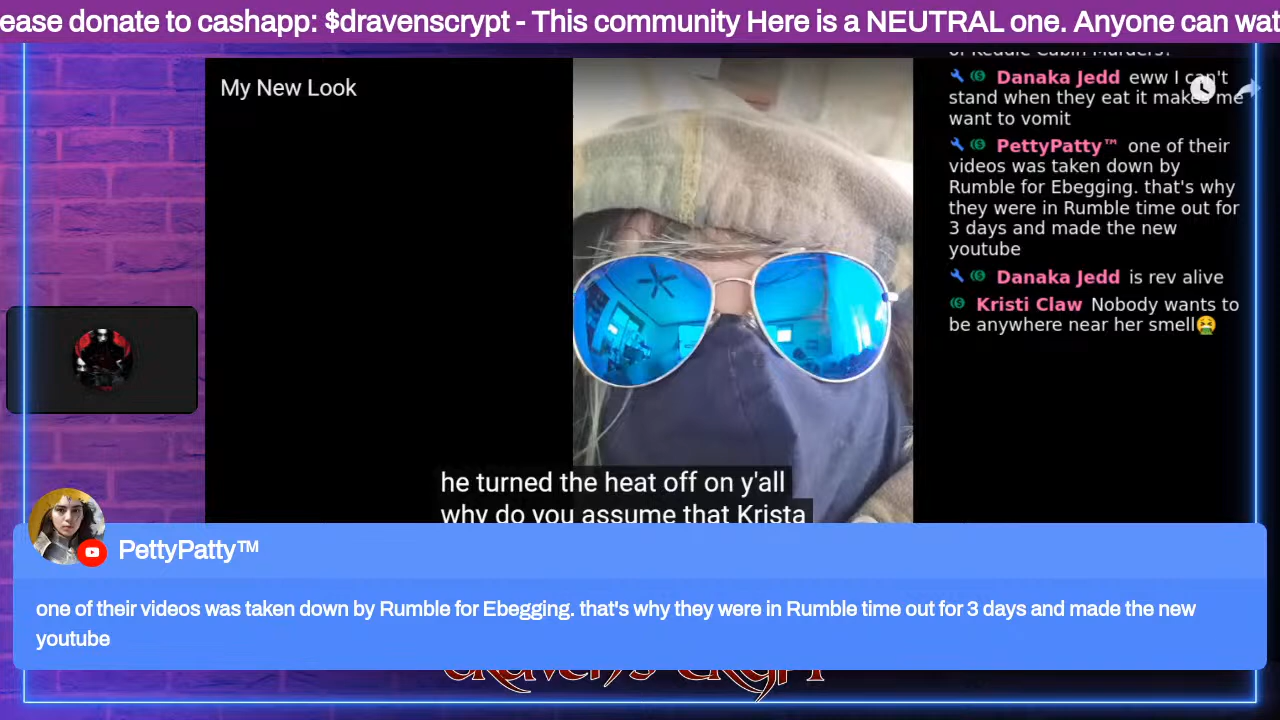 ease donate to cashapp: $dravenscrypt - This community Here is a NEUTRAL one. Anyone can wat
My New Look
of Keddie Cabin Murders?
Danaka Jedd eww I can't
stand when they eat it makes me
want to vomit
PettyPatty™ one of their
videos was taken down by
Rumble for Ebegging. that's why
they were in Rumble time out for
3 days and made the new
youtube
Danaka Jedd is rev alive
Kristi Claw Nobody wants to
be anywhere near her smell🤮
he turned the heat off on y'all
why do you assume that Krista
PettyPatty™
one of their videos was taken down by Rumble for Ebegging. that's why they were in Rumble time out for 3 days and made the new
youtube
Draven's Crypt